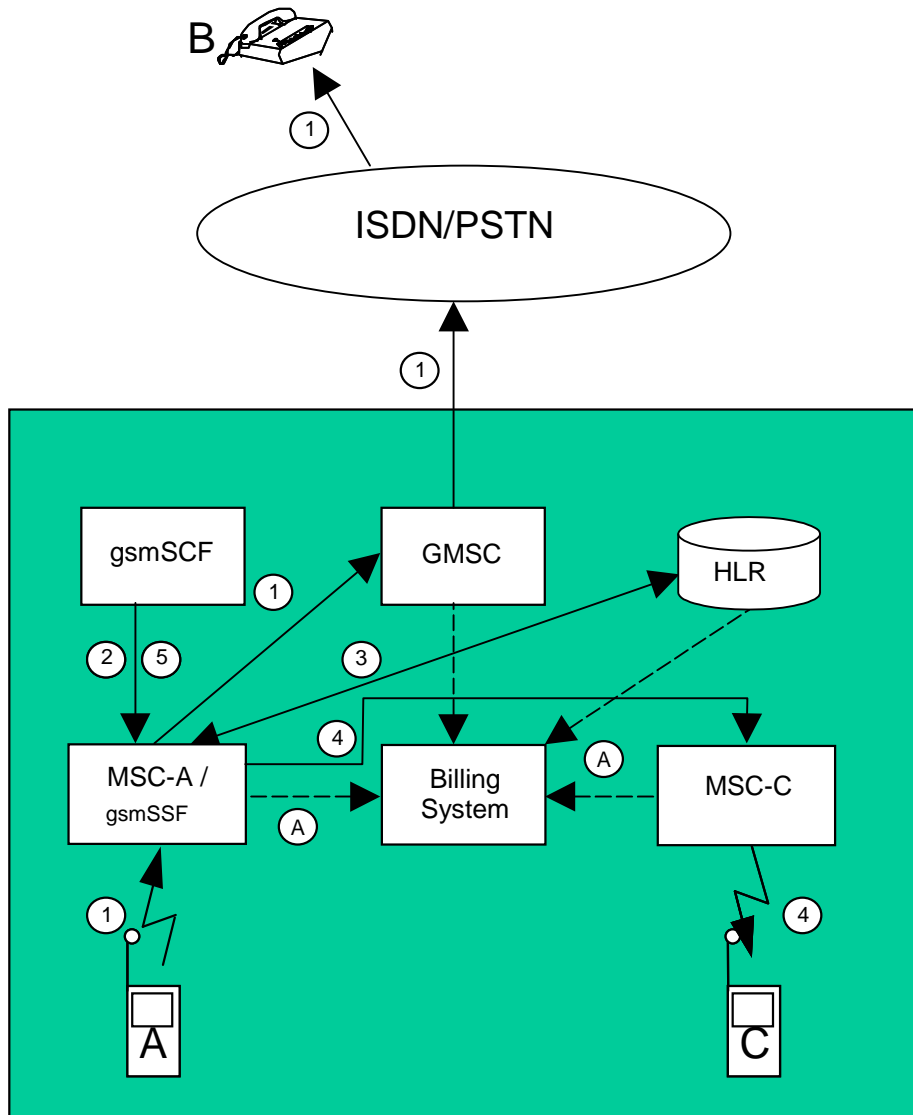 B
1
ISDN/PSTN
1
gsmSCF
GMSC
HLR
1
2
5
3
4
MSC-A /
gsmSSF
Billing
System
MSC-C
A
A
1
4
A
C